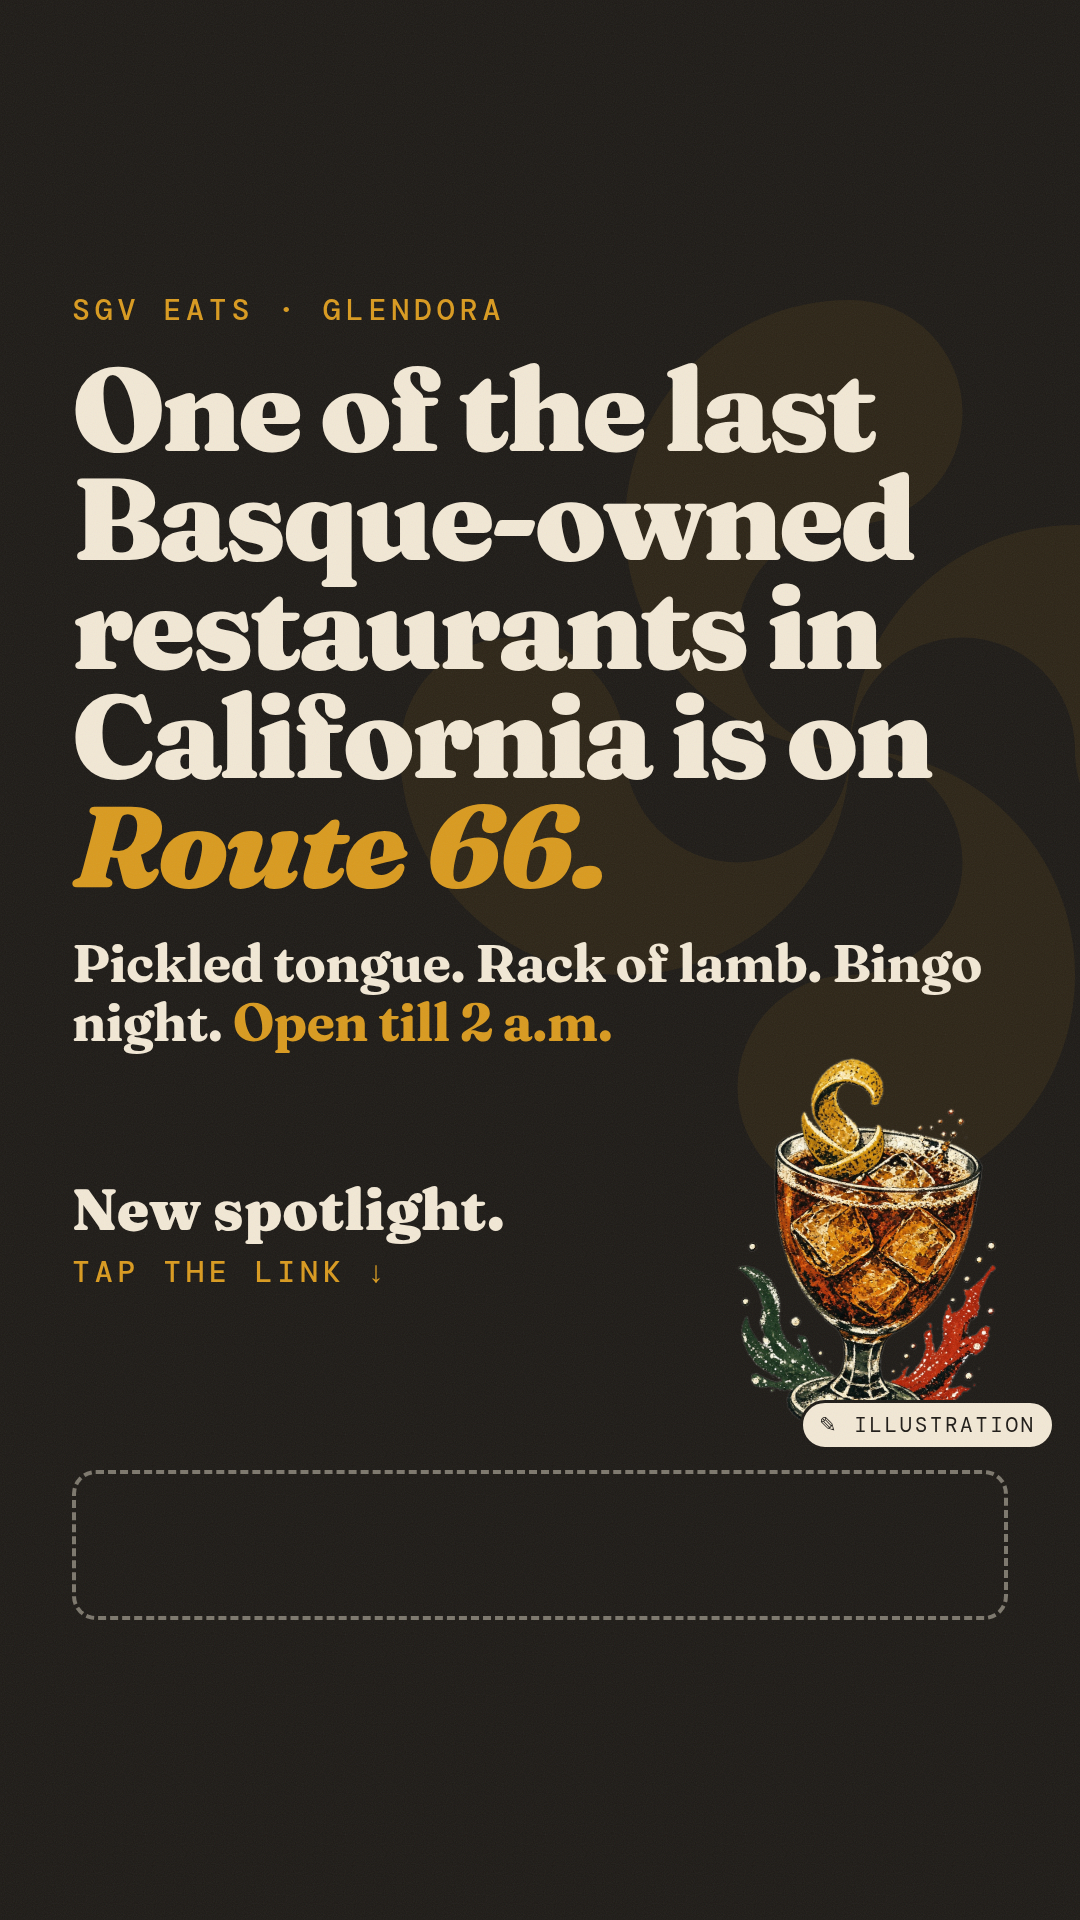 SGV EATS · GLENDORA
One of the last
Basque-owned
restaurants in
California is on
Route 66.
Pickled tongue. Rack of lamb. Bingo
night. Open till 2 a.m.
New spotlight.
TAP THE LINK ↓
✎ ILLUSTRATION